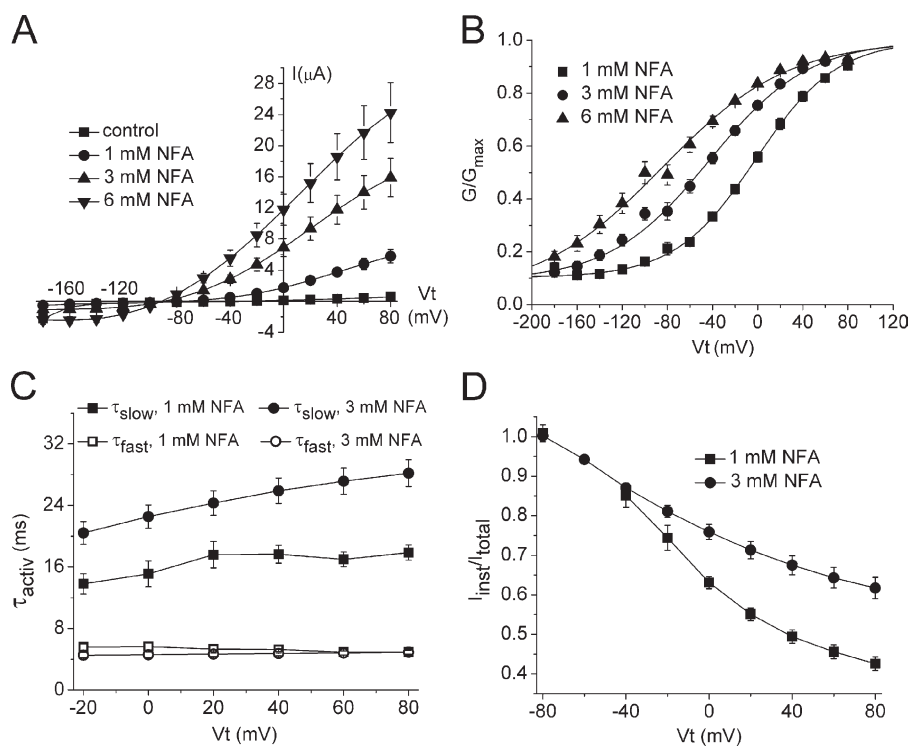 A
I(μA)
28
24
20
16
12
8
4
-4
control
1 mM NFA
3 mM NFA
6 mM NFA
-160 -120 -80 -40 40 80
Vt
(mV)
B
1 mM NFA
3 mM NFA
6 mM NFA
G/Gmax
1.0
0.8
0.6
0.4
0.2
0.0
-200 -160 -120 -80 -40 0 40 80 120
Vt (mV)
C
τslow, 1 mM NFA
τslow, 3 mM NFA
τfast, 1 mM NFA
τfast, 3 mM NFA
τactiv (ms)
32
24
16
8
0
-20 0 20 40 60 80
Vt (mV)
D
1 mM NFA
3 mM NFA
Iinst/Itotal
1.0
0.9
0.8
0.7
0.6
0.5
0.4
-80 -40 0 40 80
Vt (mV)